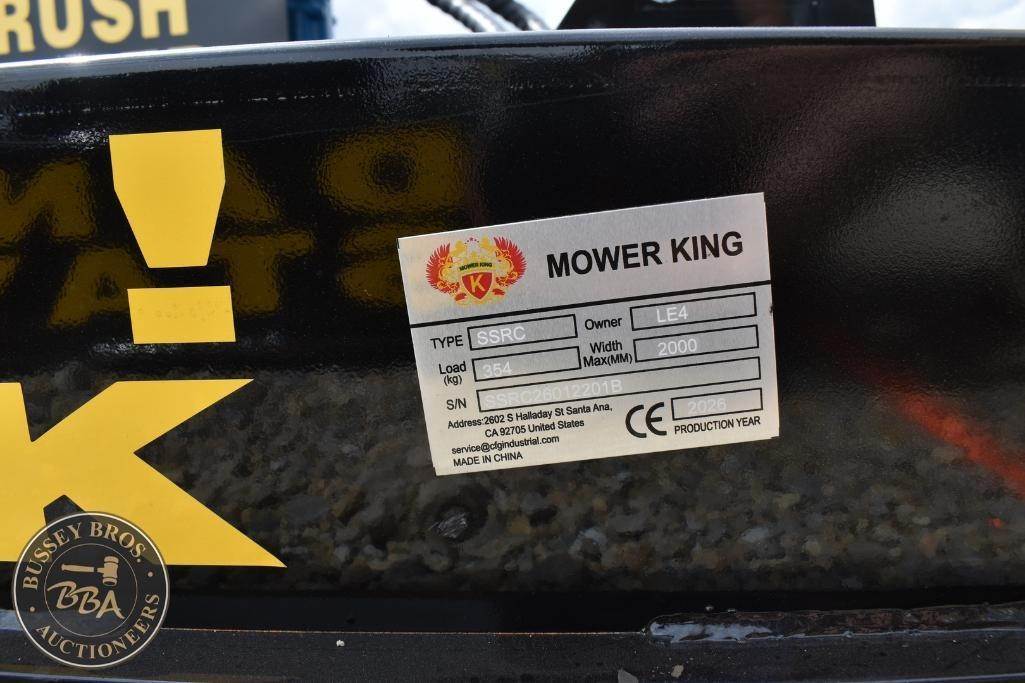 RUSH
!
K
MOWER KING
K
MOWER KING
TYPE SSRC Owner LE4
Load (kg) 354 Width Max(MM) 2000
S/N SSRC26012201B
Address:2602 S Halladay St Santa Ana,
CA 92705 United States
service@cfgindustrial.com
MADE IN CHINA
CE
2026
PRODUCTION YEAR
BUSSEY BROS.
BBA
AUCTIONEERS